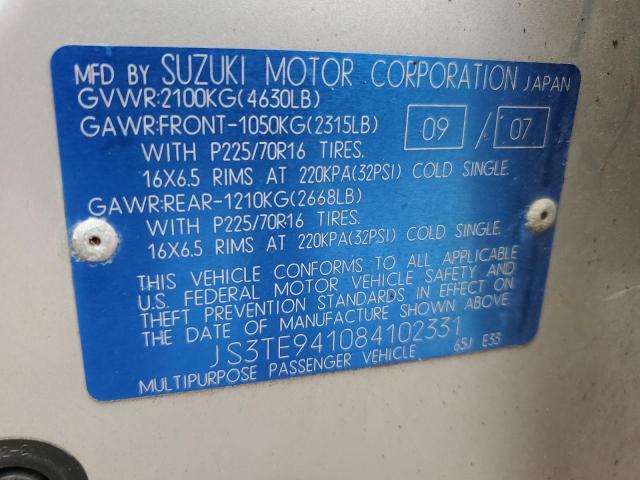 MFD BY SUZUKI MOTOR CORPORATION JAPAN
GVWR:2100KG(4630LB)
GAWR:FRONT-1050KG(2315LB) 09 / 07
WITH P225/70R16 TIRES.
16X6.5 RIMS AT 220KPA(32PSI) COLD SINGLE.
GAWR:REAR-1210KG(2668LB)
WITH P225/70R16 TIRES.
16X6.5 RIMS AT 220KPA(32PSI) COLD SINGLE.
THIS VEHICLE CONFORMS TO ALL APPLICABLE
U.S. FEDERAL MOTOR VEHICLE SAFETY AND
THEFT PREVENTION STANDARDS IN EFFECT ON
THE DATE OF MANUFACTURE SHOWN ABOVE.
JS3TE941084102331
MULTIPURPOSE PASSENGER VEHICLE 65J E33